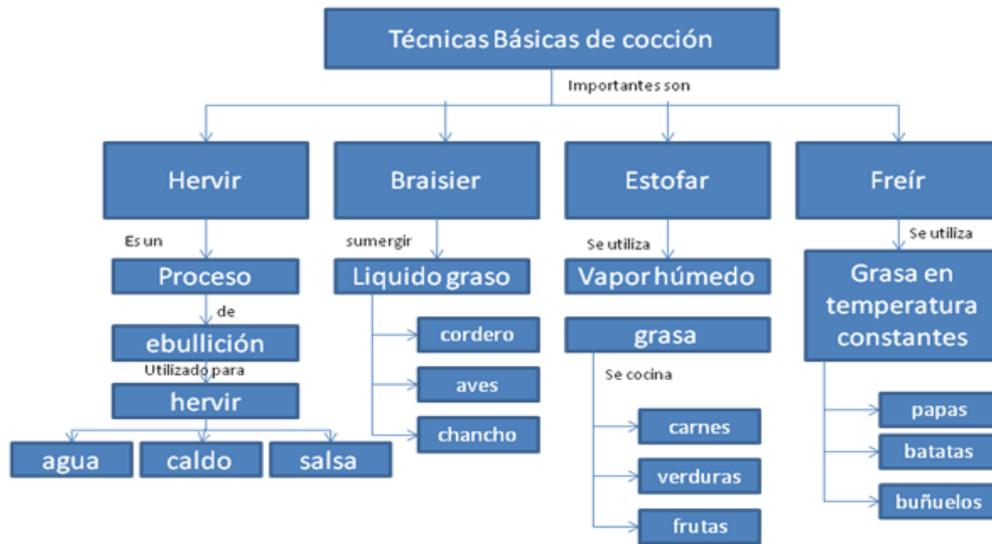 Técnicas Básicas de cocción
Importantes son
Hervir
Braisier
Estofar
Freír
Es un
sumergir
Se utiliza
Se utiliza
Proceso
Liquido graso
Vapor húmedo
Grasa en
temperatura
constantes
de
ebullición
cordero
grasa
Utilizado para
aves
Se cocina
hervir
chancho
carnes
papas
agua
caldo
salsa
verduras
batatas
frutas
buñuelos